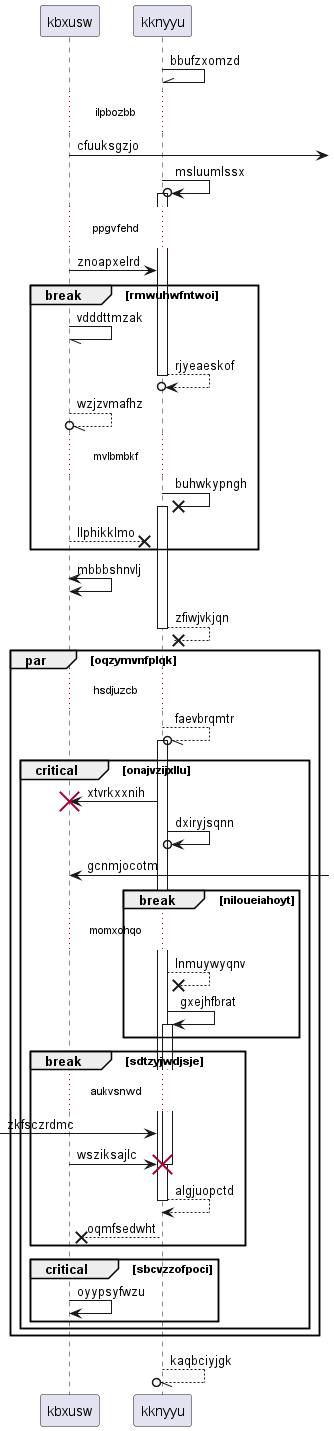 kbxusw
kknyyu
bbufzxomzd
ilpbozbb
cfuuksgzjo
msluumlssx
ppgvfehd
znoapxelrd
break
[rmwuhwfntwoi]
vdddttmzak
rjyeaeskof
wzjzvmafhz
mvlbmbkf
buhwkypngh
llphikklmo
mbbbshnvlj
zfiwjvkjqn
par
[oqzymvnfplqk]
hsdjuzcb
faevbrqmtr
critical
[onajvzijxllu]
xtvrkxxnih
dxiryjsqnn
gcnmjocotm
break
[niloueiahoyt]
momxohqo
lnmuywyqnv
gxejhfbrat
break
[sdtzyjwdjsje]
aukvsnwd
zkfsczrdmc
wsziksajlc
algjuopctd
oqmfsedwht
critical
[sbcvzzofpoci]
oyypsyfwzu
kaqbciyjgk
kbxusw
kknyyu